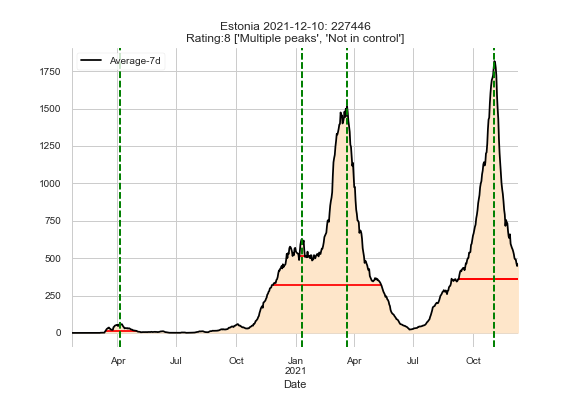 Estonia 2021-12-10: 227446
Rating:8 ['Multiple peaks', 'Not in control']
Average-7d
1750
1500
1250
1000
750
500
250
0
Apr Jul Oct Jan Apr Jul Oct
2021
Date